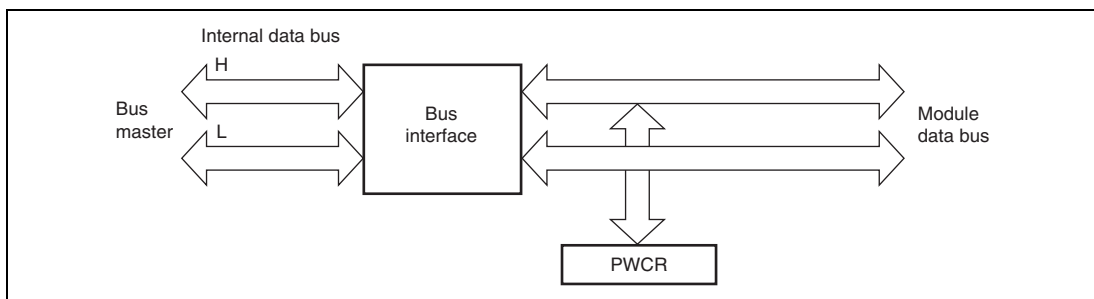 Internal data bus
H
Bus
master
L
Bus
interface
Module
data bus
PWCR